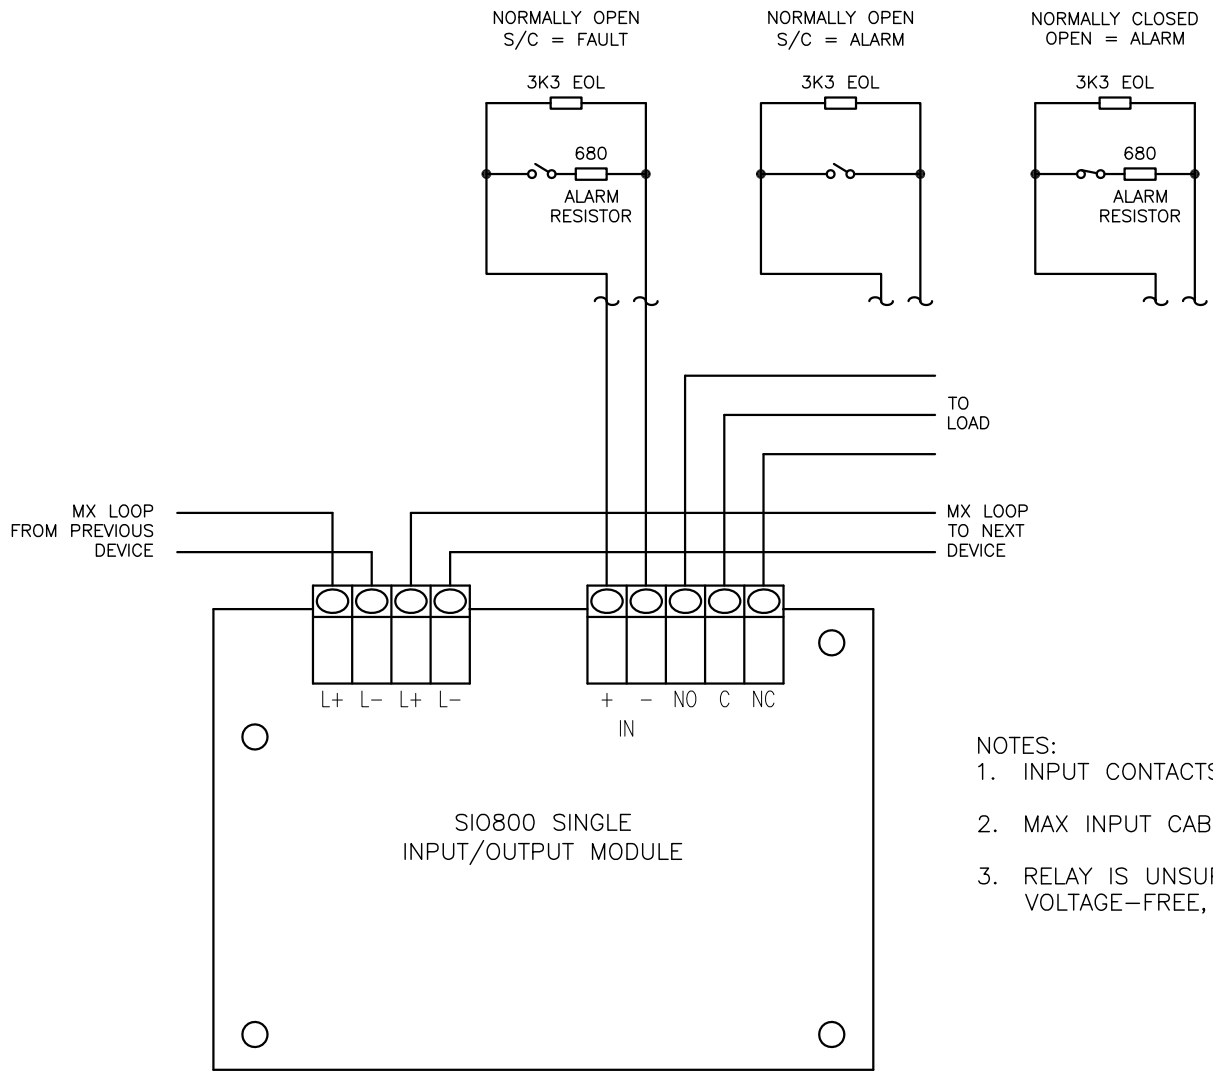 NORMALLY OPEN
S/C = FAULT
NORMALLY OPEN
S/C = ALARM
NORMALLY CLOSED
OPEN = ALARM
3K3 EOL
3K3 EOL
3K3 EOL
680
ALARM
RESISTOR
680
ALARM
RESISTOR
TO
LOAD
MX LOOP
FROM PREVIOUS
DEVICE
MX LOOP
TO NEXT
DEVICE
L+ L- L+ L-
+ - NO C NC
IN
SIO800 SINGLE
INPUT/OUTPUT MODULE
NOTES:
1. INPUT CONTACTS
2. MAX INPUT CAB
3. RELAY IS
VOLTAGE-FREE,